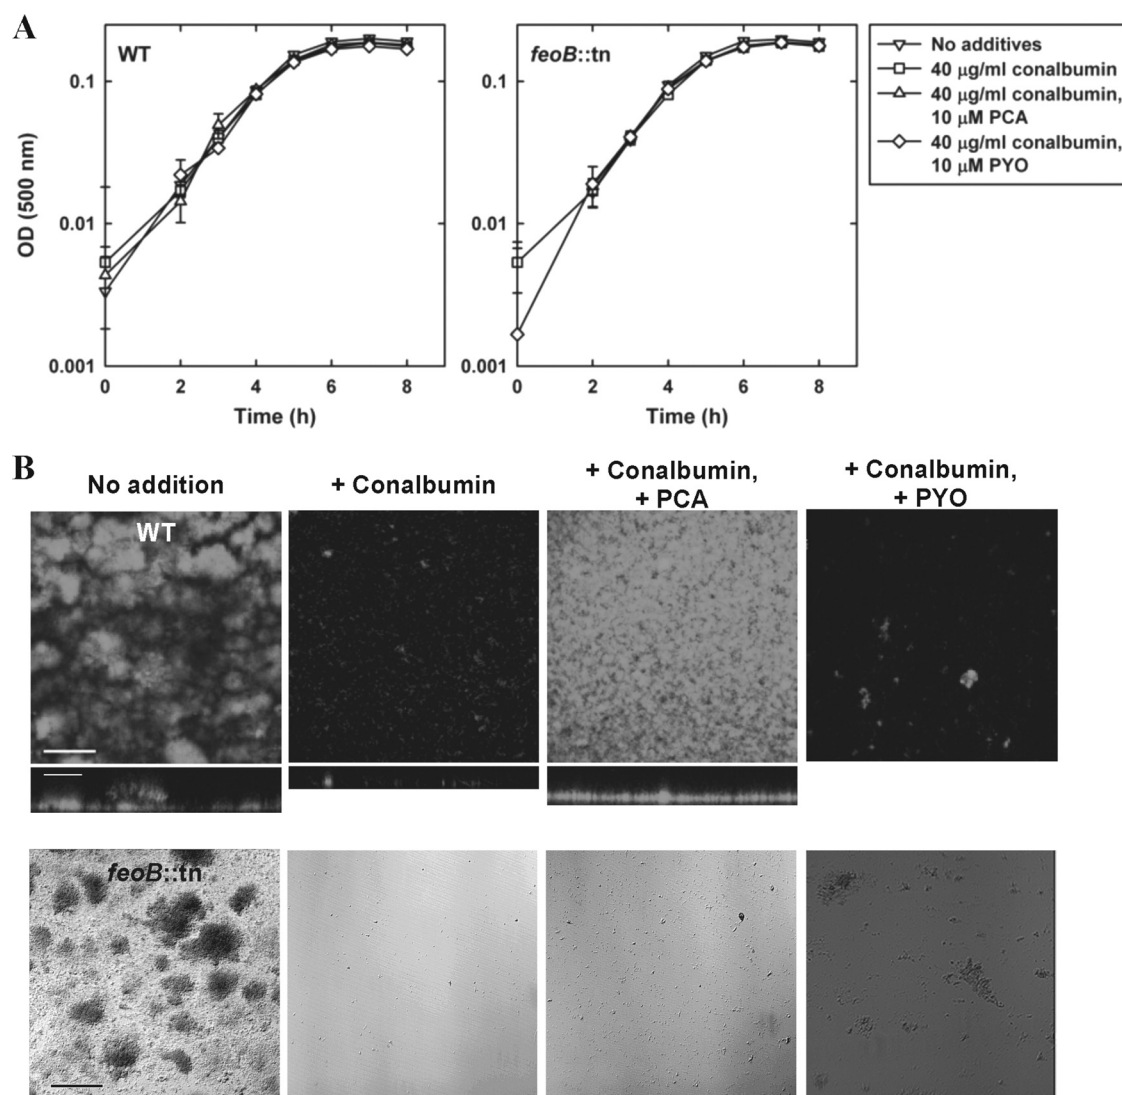 A
WT
feoB::tn
No additives
40 μg/ml conalbumin
40 μg/ml conalbumin,
10 μM PCA
40 μg/ml conalbumin,
10 μM PYO
OD (500 nm)
0.1
0.01
0.001
0 2 4 6 8
Time (h)
0.1
0.01
0.001
0 2 4 6 8
Time (h)
B
No addition
+ Conalbumin
+ Conalbumin,
+ PCA
+ Conalbumin,
+ PYO
WT
feoB::tn